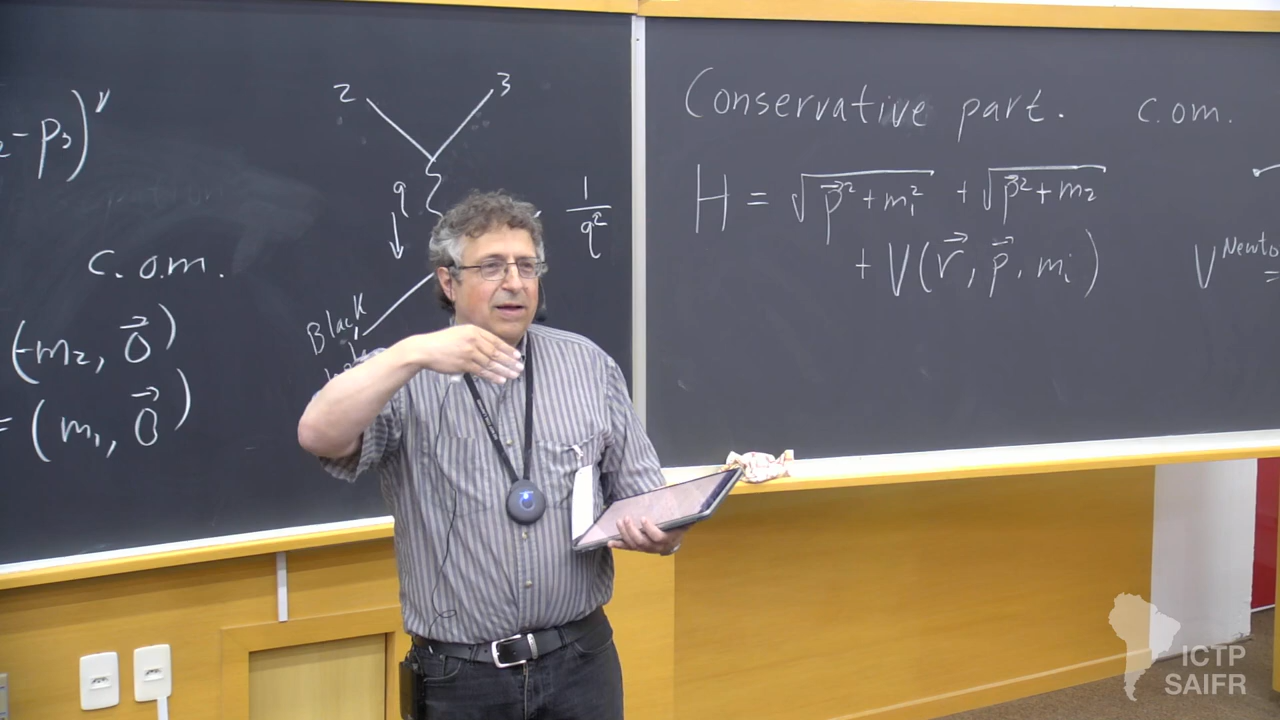 ₂ - p₃)^ν
c.o.m.
(-m₂, 0⃗)
= (m₁, 0⃗)
2
3
q
1
q²
Black
Conservative part. c.o.m.
H = √(p⃗² + m₁²) + √(p⃗² + m₂
+ V(r⃗, p⃗, mᵢ)
V^Newto
=
ICTP
SAIFR